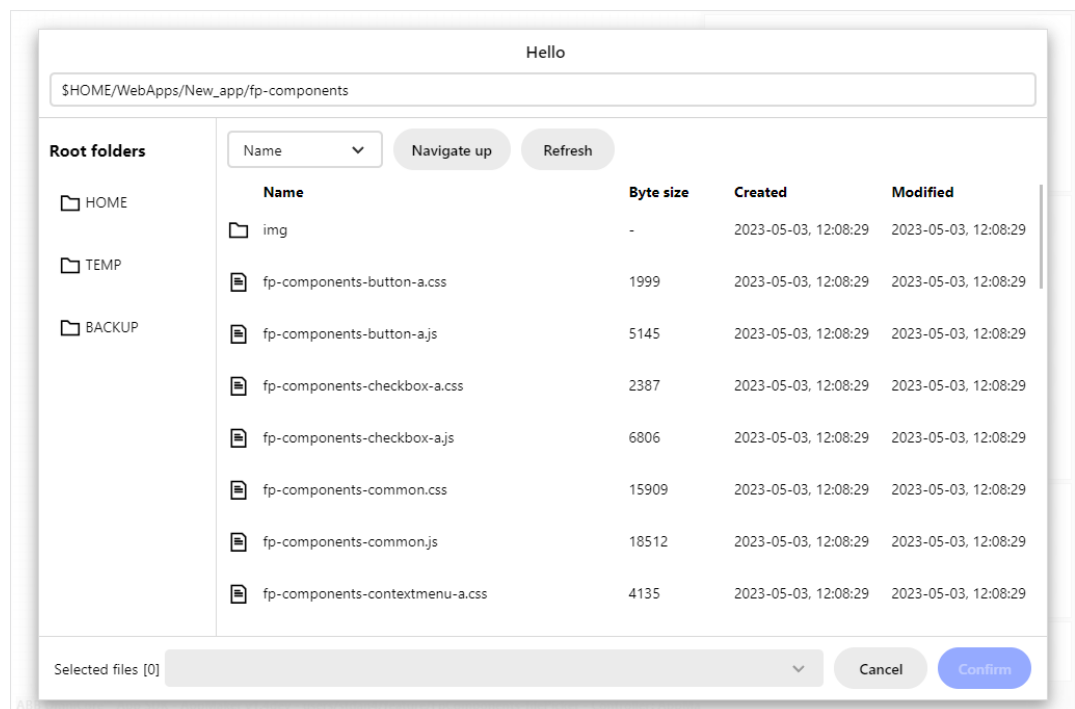 Hello
$HOME/WebApps/New_app/fp-components
Root folders
Name Navigate up Refresh
Name Byte size Created Modified
HOME
img - 2023-05-03, 12:08:29 2023-05-03, 12:08:29
TEMP
fp-components-button-a.css 1999 2023-05-03, 12:08:29 2023-05-03, 12:08:29
BACKUP
fp-components-button-a.js 5145 2023-05-03, 12:08:29 2023-05-03, 12:08:29
fp-components-checkbox-a.css 2387 2023-05-03, 12:08:29 2023-05-03, 12:08:29
fp-components-checkbox-a.js 6806 2023-05-03, 12:08:29 2023-05-03, 12:08:29
fp-components-common.css 15909 2023-05-03, 12:08:29 2023-05-03, 12:08:29
fp-components-common.js 18512 2023-05-03, 12:08:29 2023-05-03, 12:08:29
fp-components-contextmenu-a.css 4135 2023-05-03, 12:08:29 2023-05-03, 12:08:29
Selected files [0] Cancel Confirm